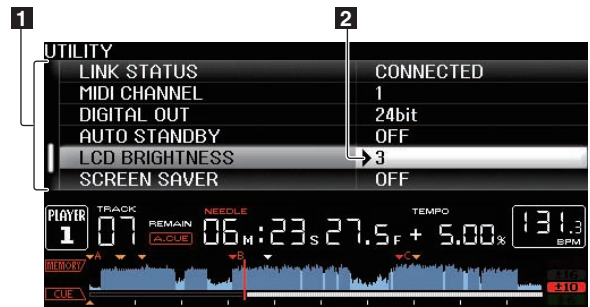 1 2
UTILITY
LINK STATUS CONNECTED
MIDI CHANNEL 1
DIGITAL OUT 24bit
AUTO STANDBY OFF
LCD BRIGHTNESS 3
SCREEN SAVER OFF
PLAYER 1 TRACK 07 REMAIN A.CUE NEEDLE 06M:23S27.5F TEMPO + 5.00% 131.3 BPM
MEMORY A B C
CUE ±16
±10